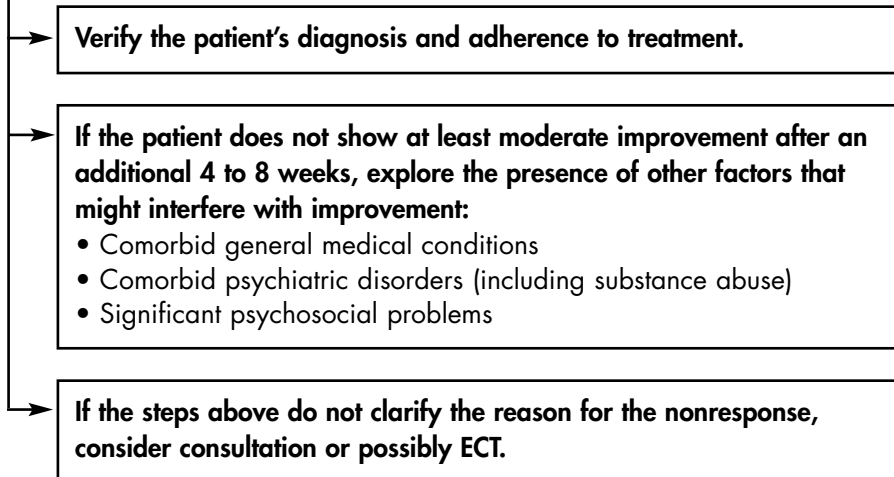 Verify the patient’s diagnosis and adherence to treatment.
If the patient does not show at least moderate improvement after an
additional 4 to 8 weeks, explore the presence of other factors that
might interfere with improvement:
• Comorbid general medical conditions
• Comorbid psychiatric disorders (including substance abuse)
• Significant psychosocial problems
If the steps above do not clarify the reason for the nonresponse,
consider consultation or possibly ECT.